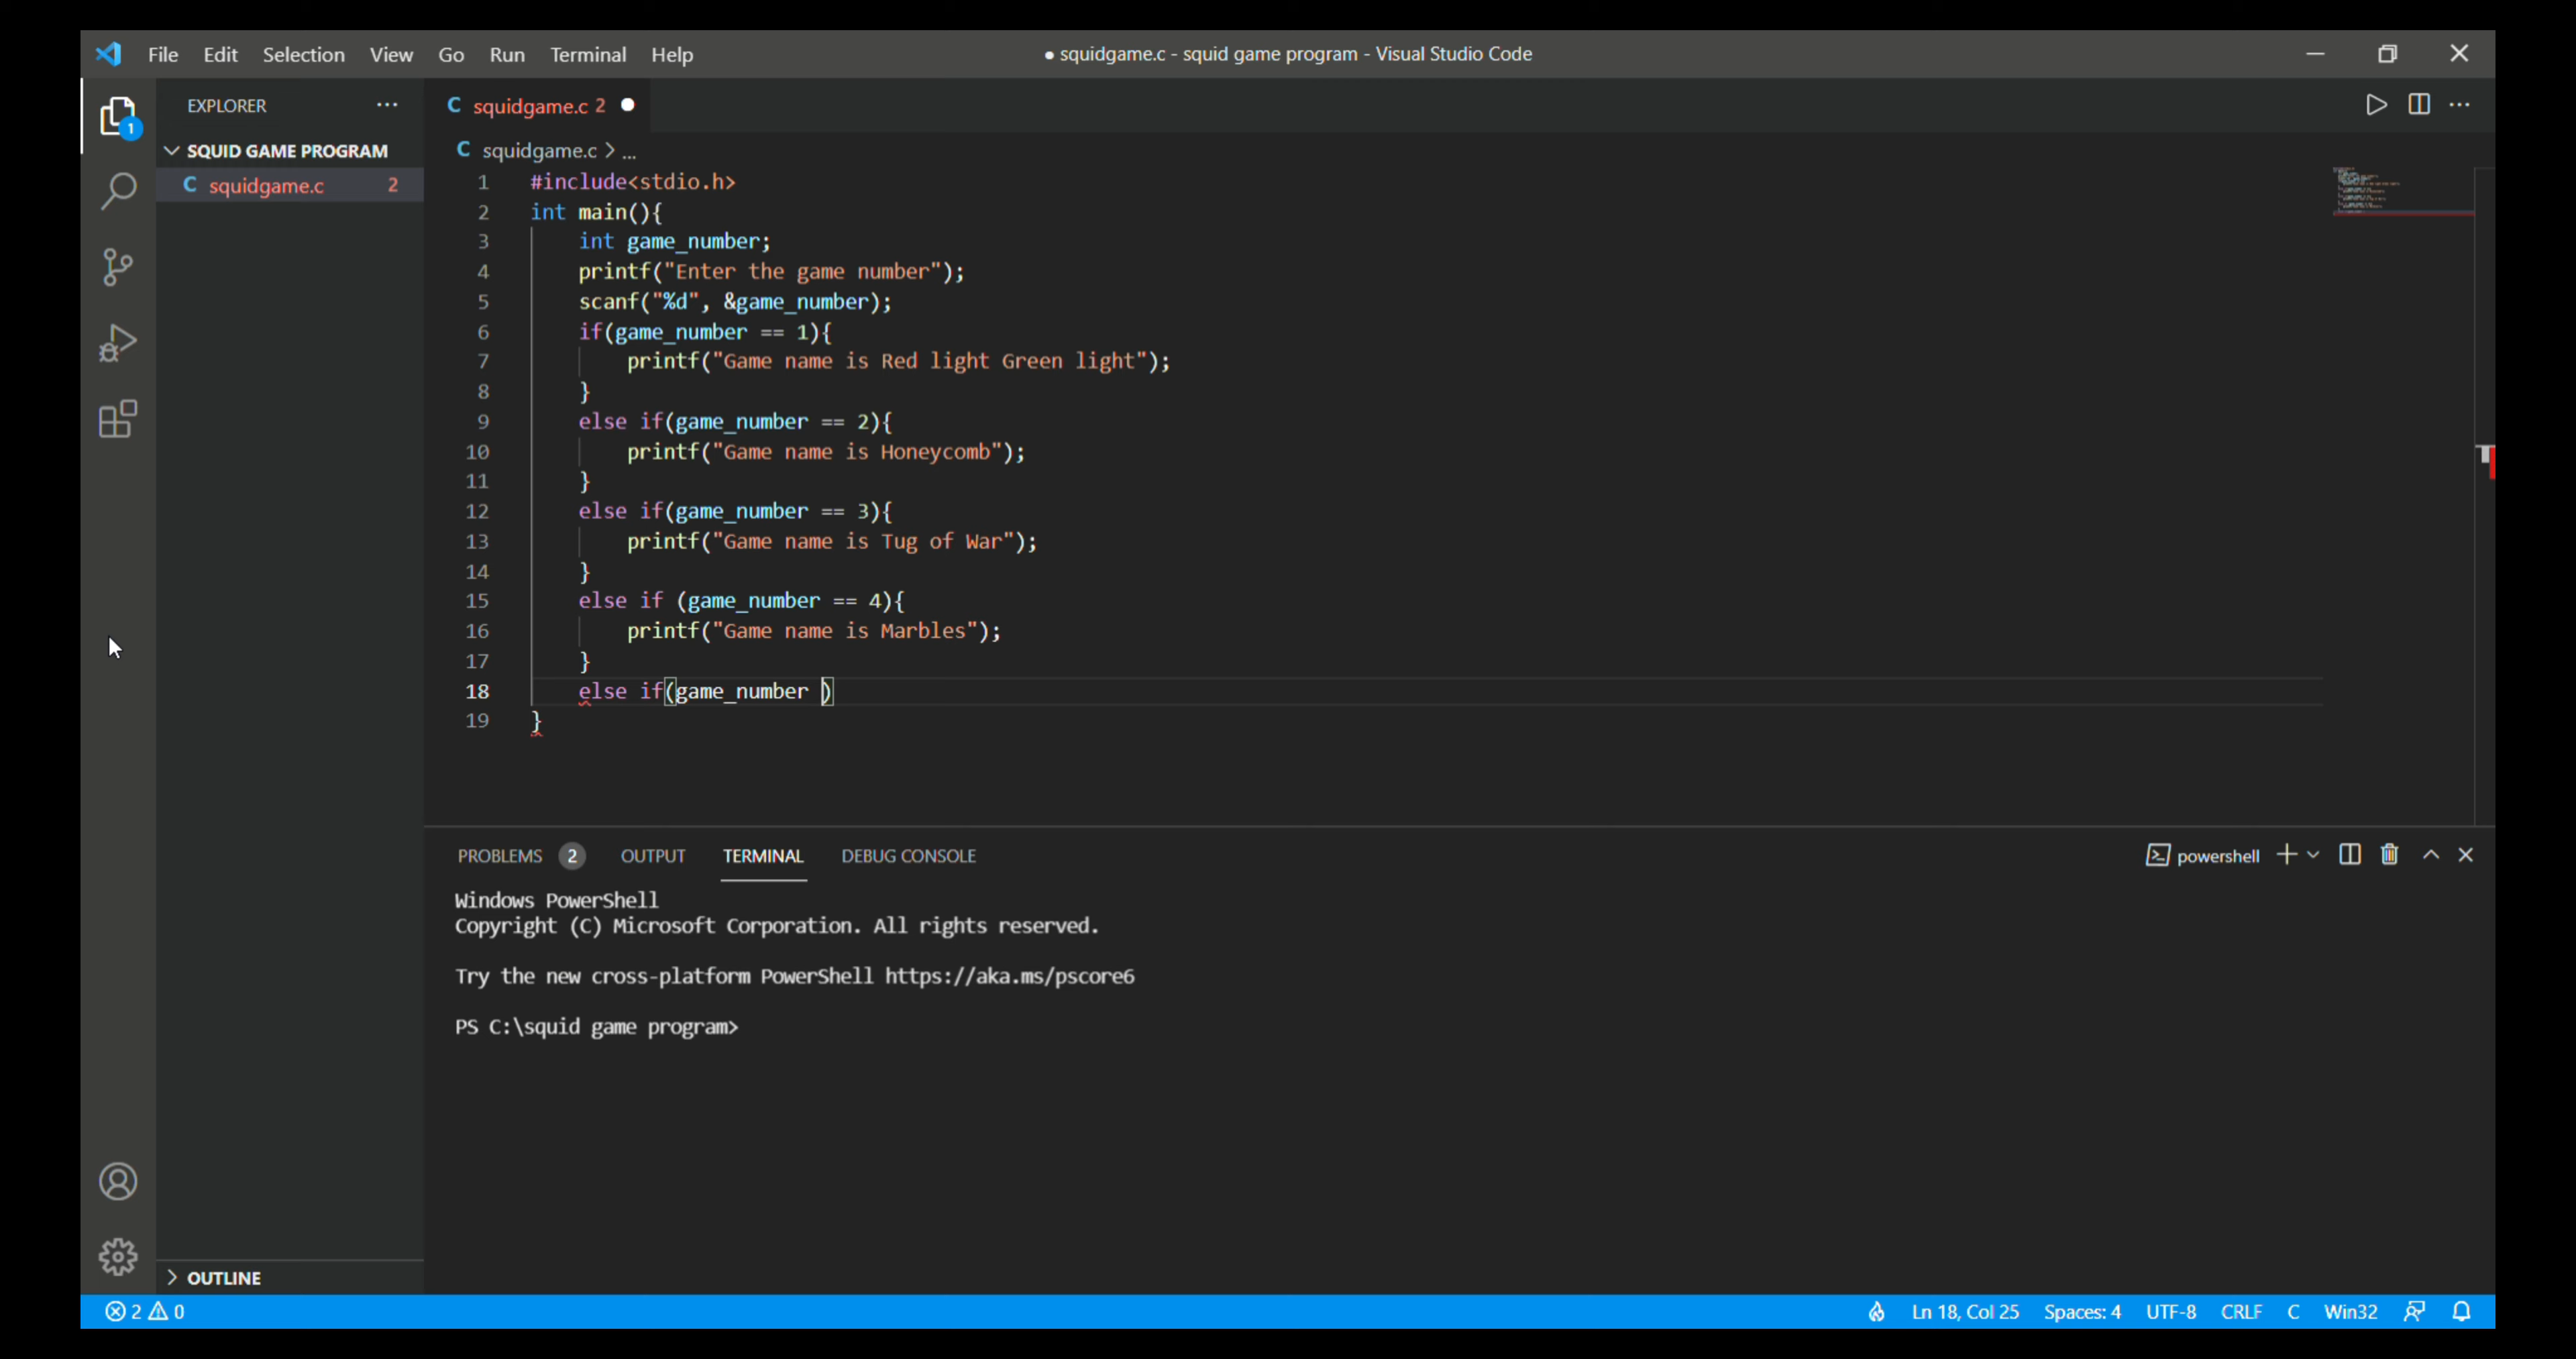 File Edit Selection View Go Run Terminal Help
● squidgame.c - squid game program - Visual Studio Code
EXPLORER
SQUID GAME PROGRAM
C squidgame.c 2
C squidgame.c 2 ●
C squidgame.c > ...
1 #include<stdio.h>
2 int main(){
3     int game_number;
4     printf("Enter the game number");
5     scanf("%d", &game_number);
6     if(game_number == 1){
7         printf("Game name is Red light Green light");
8     }
9     else if(game_number == 2){
10         printf("Game name is Honeycomb");
11     }
12     else if(game_number == 3){
13         printf("Game name is Tug of War");
14     }
15     else if (game_number == 4){
16         printf("Game name is Marbles");
17     }
18     else if(game_number )
19 }
PROBLEMS 2 OUTPUT TERMINAL DEBUG CONSOLE
powershell
Windows PowerShell
Copyright (C) Microsoft Corporation. All rights reserved.
Try the new cross-platform PowerShell https://aka.ms/pscore6
PS C:\squid game program>
1
OUTLINE
2 0
Ln 18, Col 25 Spaces: 4 UTF-8 CRLF C Win32